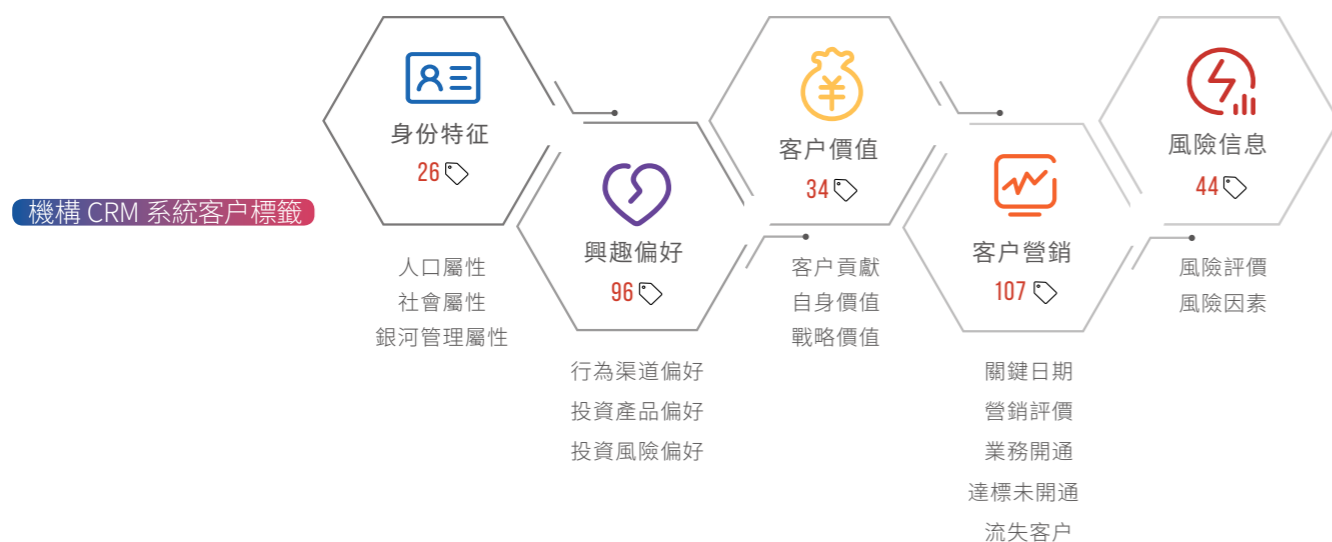 機構 CRM 系統客户標籤
身份特征
26
人口屬性
社會屬性
銀河管理屬性
興趣偏好
96
行為渠道偏好
投資產品偏好
投資風險偏好
客户價值
34
客户貢獻
自身價值
戰略價值
客户營銷
107
關鍵日期
營銷評價
業務開通
達標未開通
流失客户
風險信息
44
風險評價
風險因素